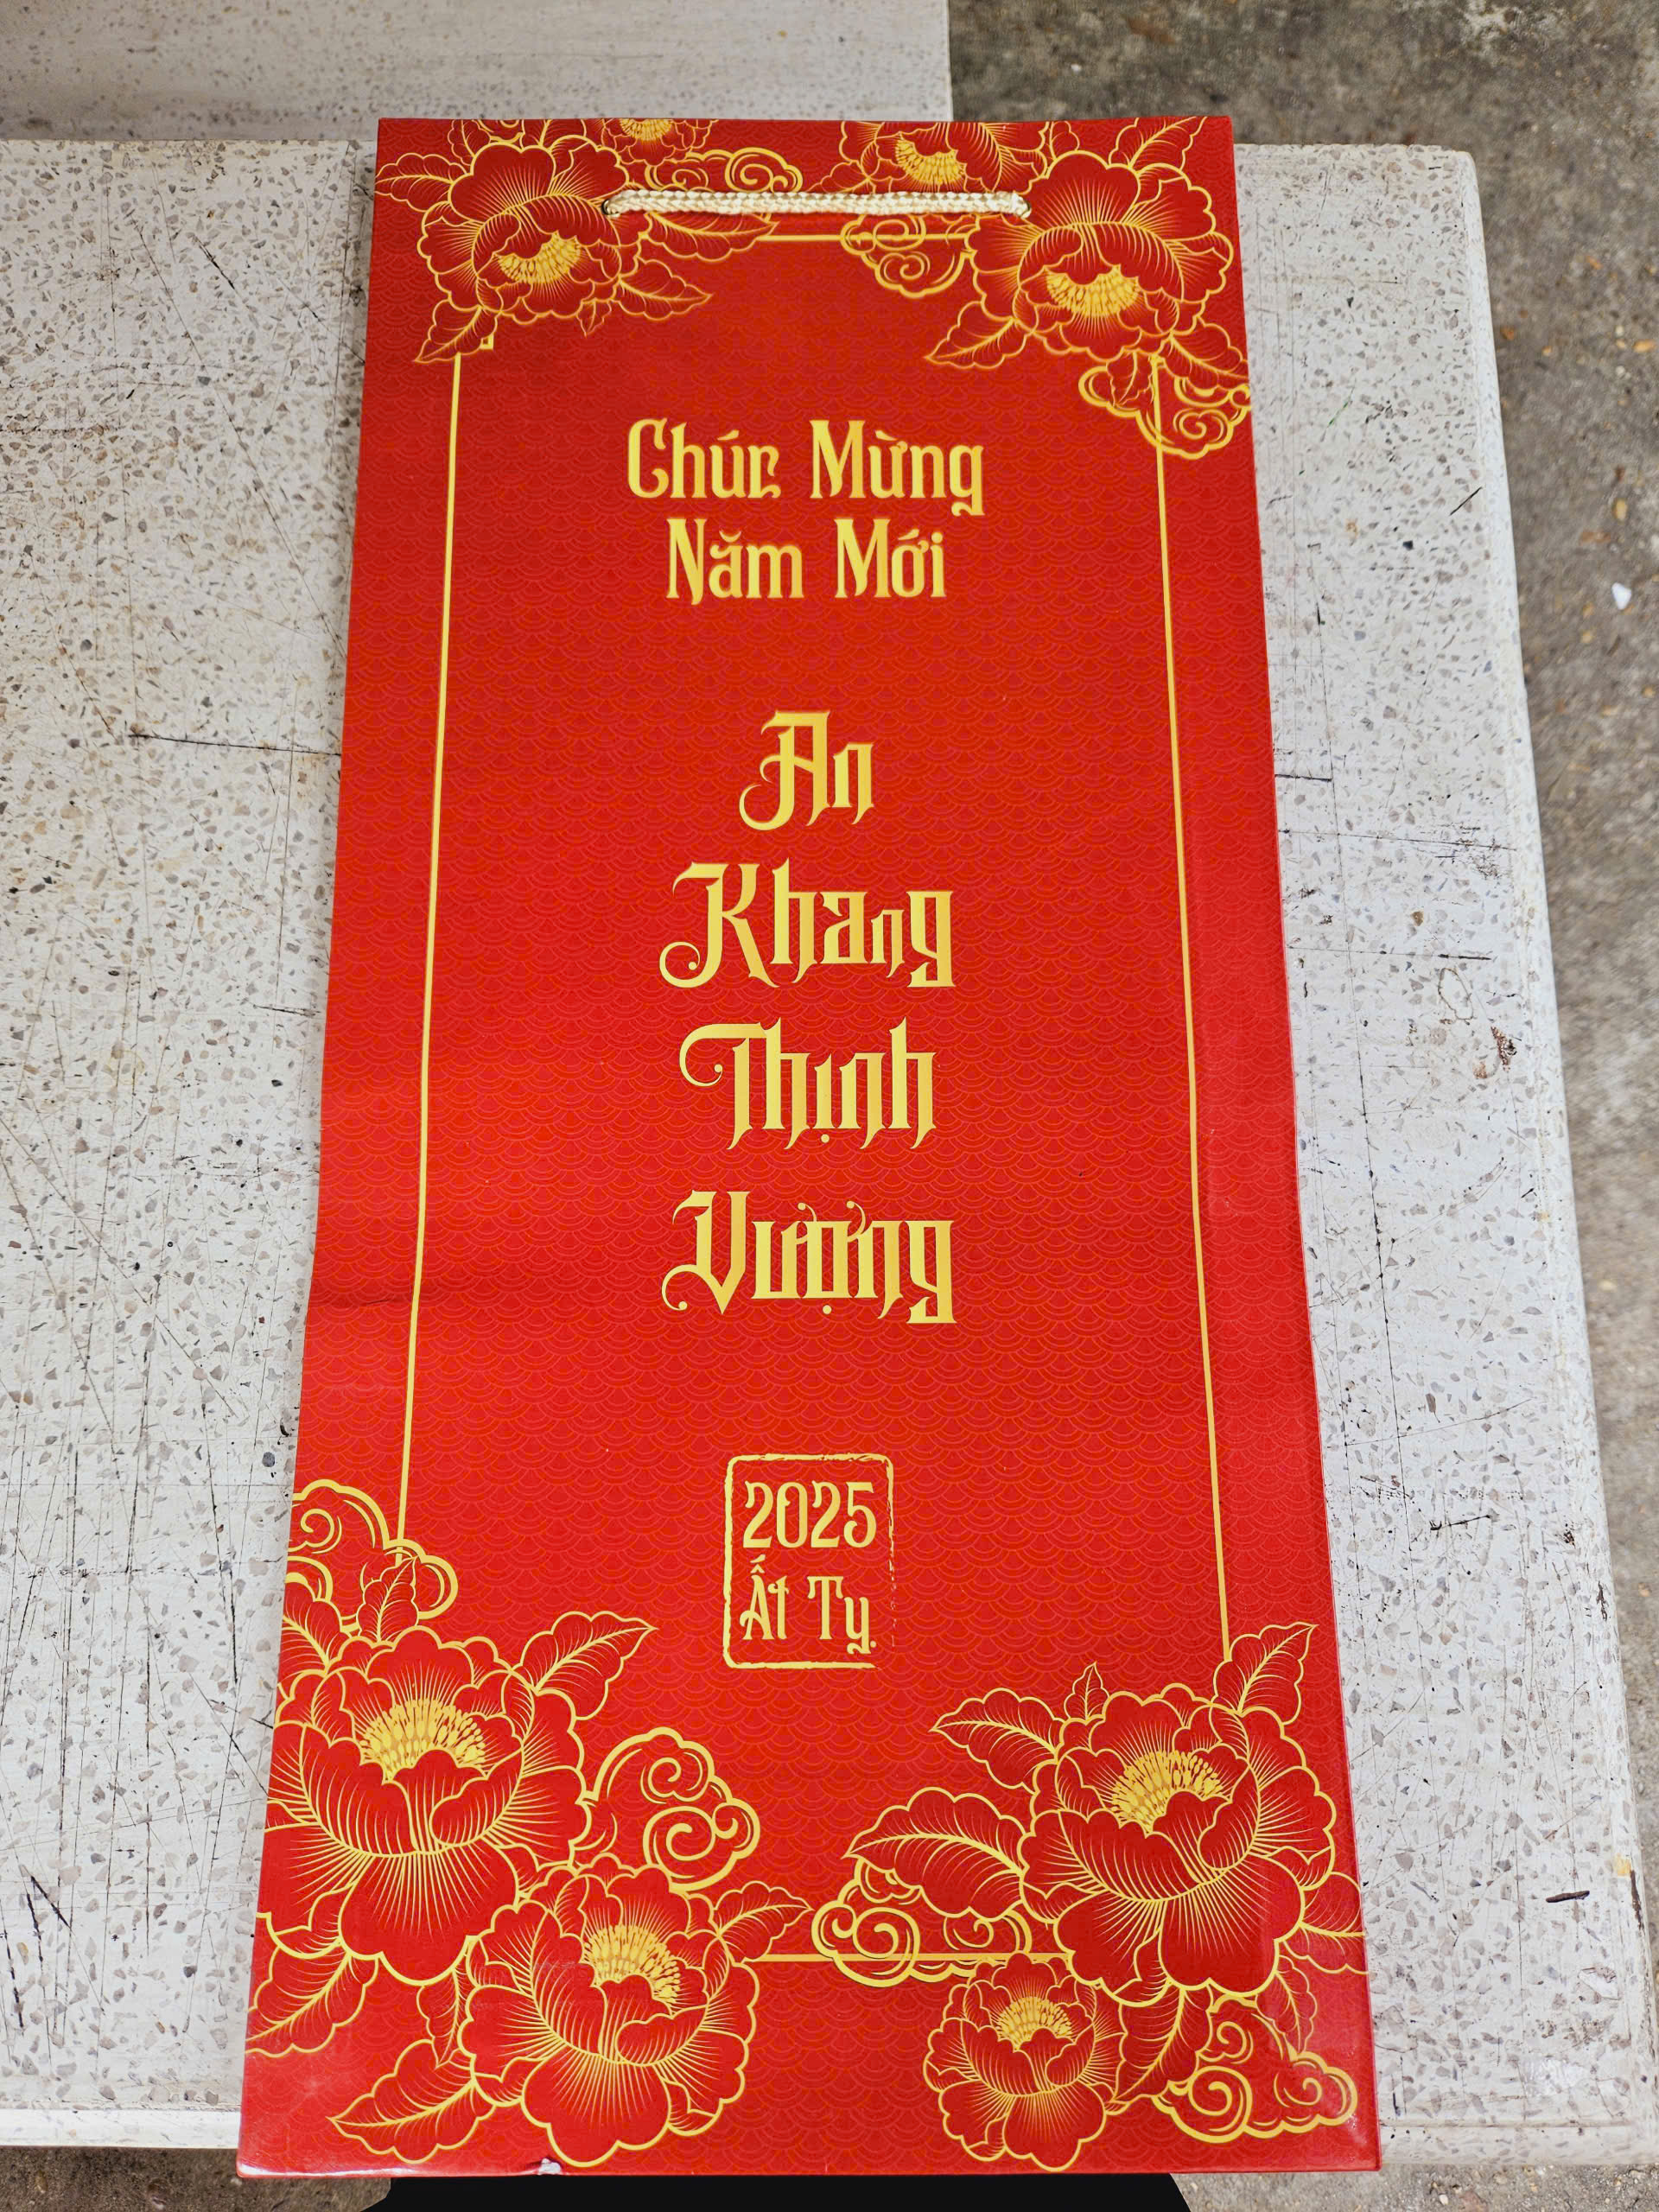 Chúc Mừng
Năm Mới
An
Khang
Thịnh
Vượng
2025
Ất Tỵ